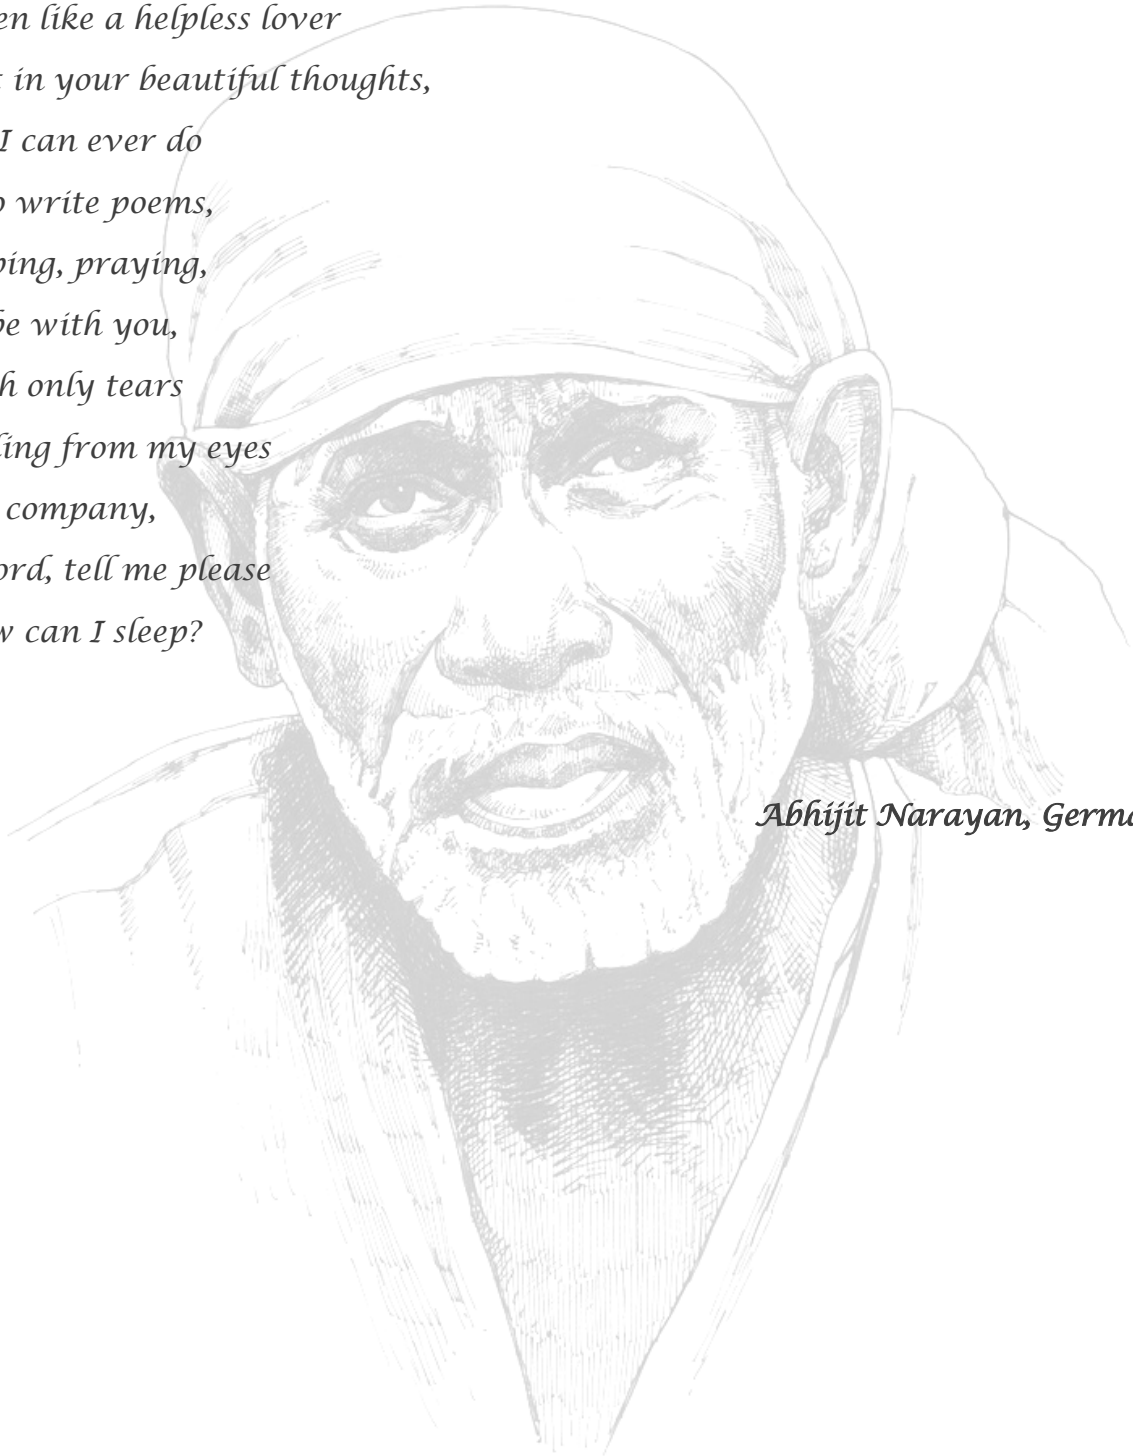 en like a helpless lover
in your beautiful thoughts,
I can ever do
write poems,
ping, praying,
be with you,
h only tears
ling from my eyes
company,
ord, tell me please
w can I sleep?
Abhijit Narayan, Germa